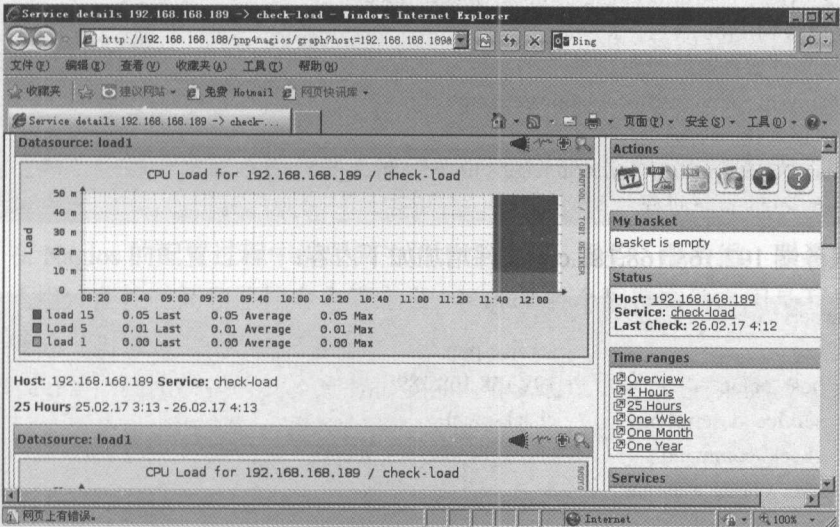 Service details 192.168.168.189 -> check-load - Windows Internet Explorer
http://192.168.168.188/pnp4nagios/graph?host=192.168.168.189&
Bing
文件(F) 编辑(E) 查看(V) 收藏夹(A) 工具(T) 帮助(H)
收藏夹 建议网站 免费 Hotmail 网页快讯库
Service details 192.168.168.189 -> check-...
页面(P) 安全(S) 工具(O)
Datasource: load1
CPU Load for 192.168.168.189 / check-load
RRDTOOL / TOBI OETIKER
Load
50 m
40 m
30 m
20 m
10 m
0
08:20 08:40 09:00 09:20 09:40 10:00 10:20 10:40 11:00 11:20 11:40 12:00
load 15 0.05 Last 0.05 Average 0.05 Max
load 5 0.01 Last 0.01 Average 0.01 Max
load 1 0.00 Last 0.00 Average 0.00 Max
Host: 192.168.168.189 Service: check-load
25 Hours 25.02.17 3:13 - 26.02.17 4:13
Datasource: load1
CPU Load for 192.168.168.189 / check-load
RRDTO
Actions
17
My basket
Basket is empty
Status
Host: 192.168.168.189
Service: check-load
Last Check: 26.02.17 4:12
Time ranges
Overview
4 Hours
25 Hours
One Week
One Month
One Year
Services
网页上有错误。
Internet
100%